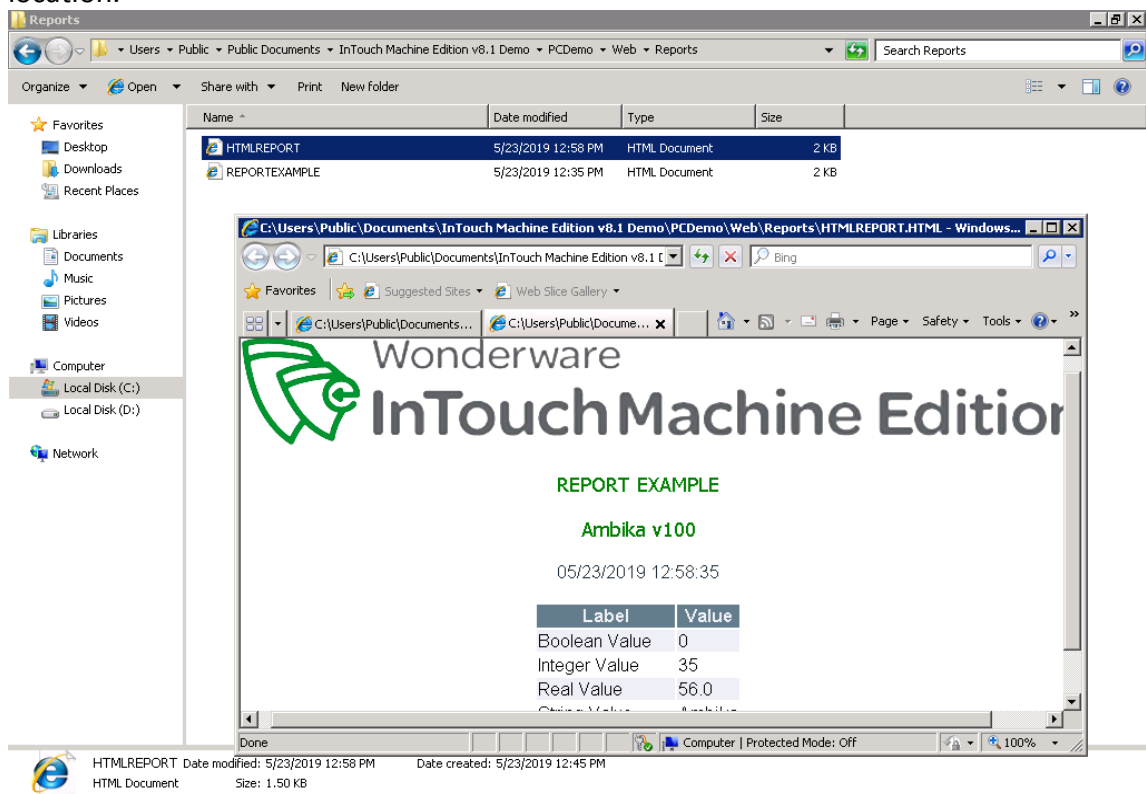 location.
Reports
Users Public Public Documents InTouch Machine Edition v8.1 Demo PCDemo Web Reports Search Reports
Organize Open Share with Print New folder
Name Date modified Type Size
Favorites
Desktop
Downloads
Recent Places
Libraries
Documents
Music
Pictures
Videos
Computer
Local Disk (C:)
Local Disk (D:)
Network
HTMLREPORT 5/23/2019 12:58 PM HTML Document 2 KB
REPORTEXAMPLE 5/23/2019 12:35 PM HTML Document 2 KB
C:\Users\Public\Documents\InTouch Machine Edition v8.1 Demo\PCDemo\Web\Reports\HTMLREPORT.HTML - Windows...
C:\Users\Public\Documents\InTouch Machine Edition v8.1 Bing
Favorites Suggested Sites Web Slice Gallery
C:\Users\Public\Documents... C:\Users\Public\Docume... Page Safety Tools
Wonderware
InTouch Machine Edition
REPORT EXAMPLE
Ambika v100
05/23/2019 12:58:35
Label Value
Boolean Value 0
Integer Value 35
Real Value 56.0
Done Computer | Protected Mode: Off 100%
HTMLREPORT Date modified: 5/23/2019 12:58 PM Date created: 5/23/2019 12:45 PM
HTML Document Size: 1.50 KB